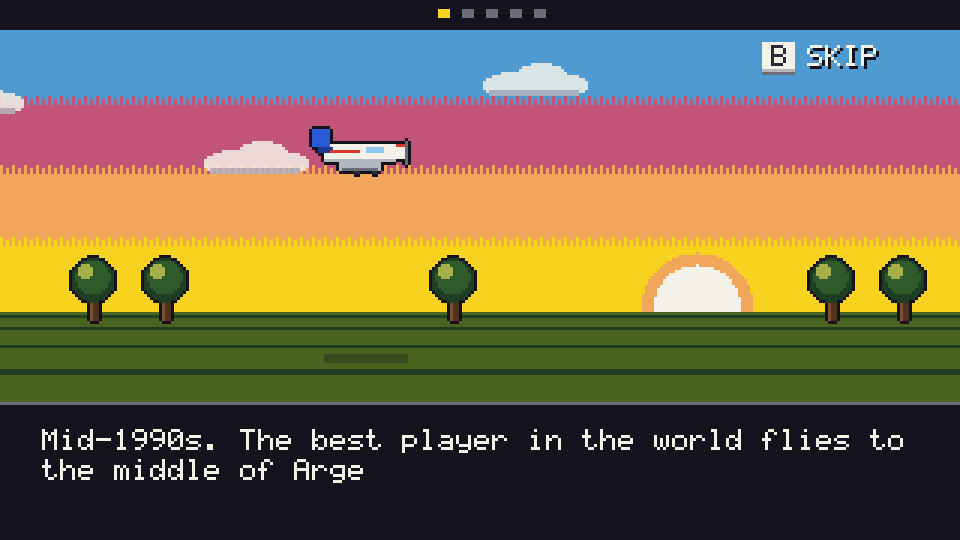 B SKIP
Mid-1990s. The best player in the world flies to
the middle of Arge